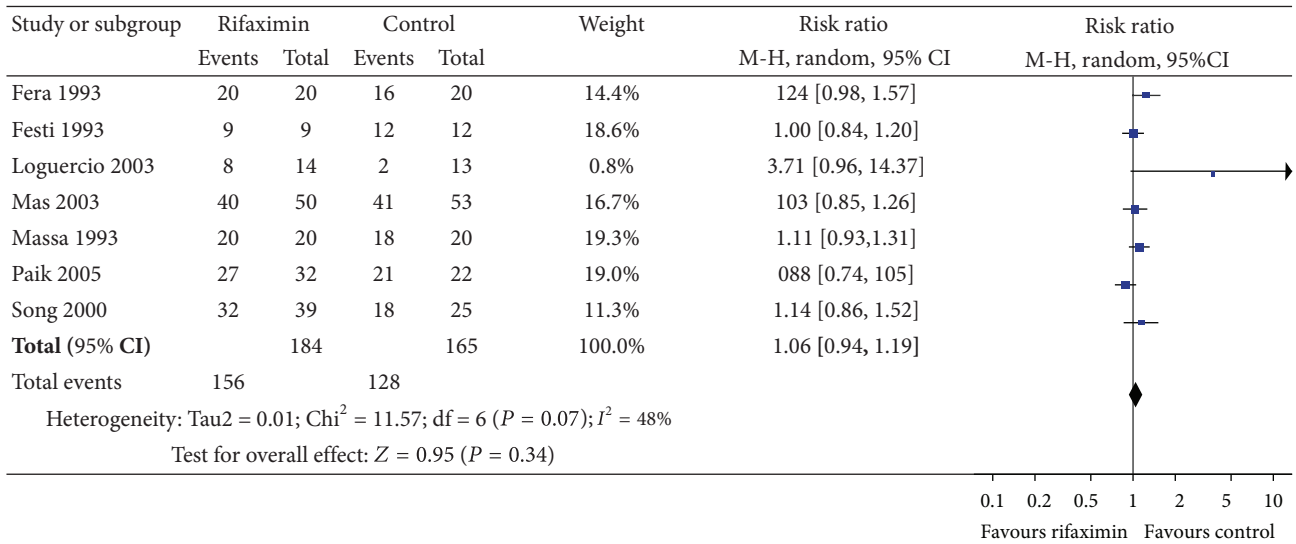 Study or subgroup Rifaximin Control Weight Risk ratio Risk ratio
Events Total Events Total M-H, random, 95% CI M-H, random, 95%CI
Fera 1993 20 20 16 20 14.4% 124 [0.98, 1.57]
Festi 1993 9 9 12 12 18.6% 1.00 [0.84, 1.20]
Loguercio 2003 8 14 2 13 0.8% 3.71 [0.96, 14.37]
Mas 2003 40 50 41 53 16.7% 103 [0.85, 1.26]
Massa 1993 20 20 18 20 19.3% 1.11 [0.93,1.31]
Paik 2005 27 32 21 22 19.0% 088 [0.74, 105]
Song 2000 32 39 18 25 11.3% 1.14 [0.86, 1.52]
Total (95% CI) 184 165 100.0% 1.06 [0.94, 1.19]
Total events 156 128
Heterogeneity: Tau2 = 0.01; Chi² = 11.57; df = 6 (P = 0.07); I² = 48%
Test for overall effect: Z = 0.95 (P = 0.34)
0.1 0.2 0.5 1 2 5 10
Favours rifaximin Favours control